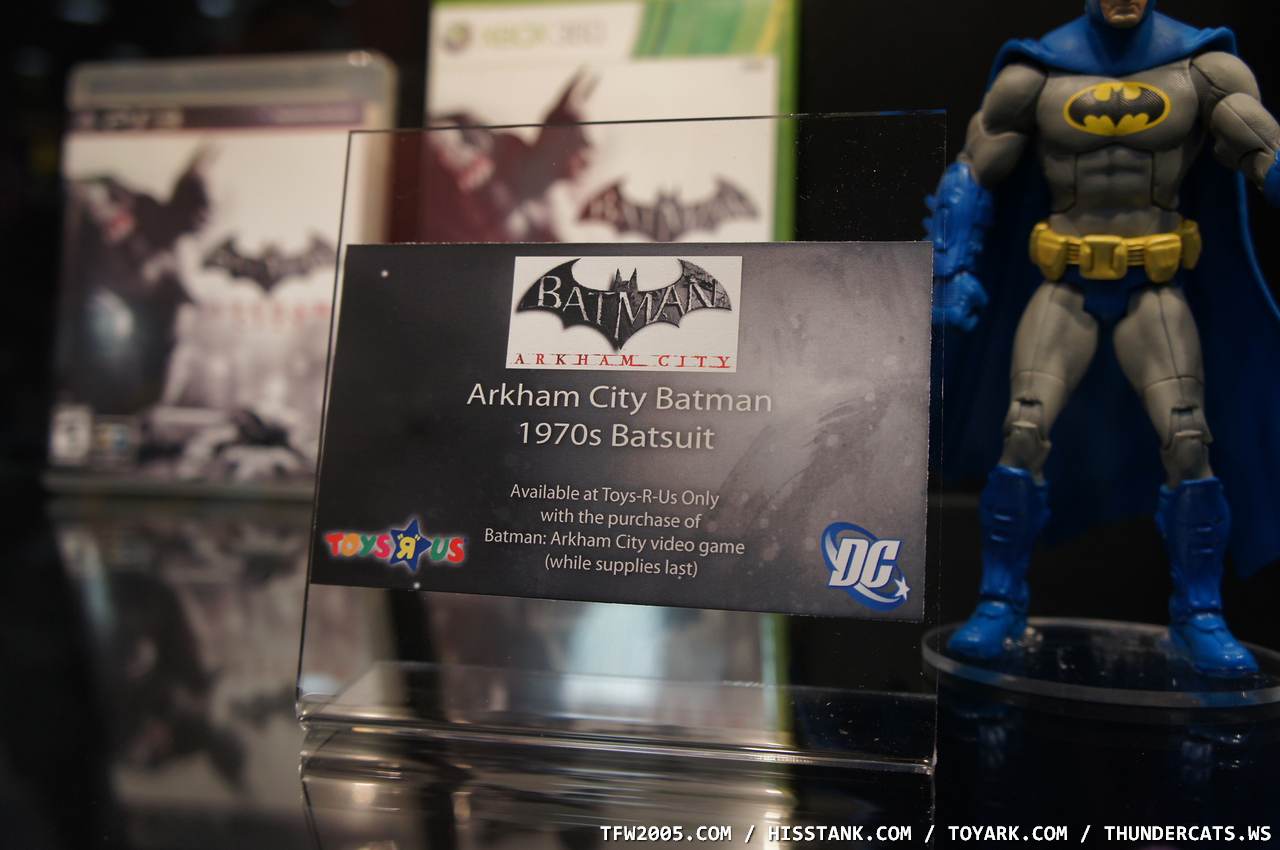 XBOX 360
PS3
BATMAN
BATMAN
ARKHAM CITY
Arkham City Batman
1970s Batsuit
Available at Toys-R-Us Only
with the purchase of
Batman: Arkham City video game
(while supplies last)
TOYS "R" US
DC
TFW2005.COM / HISSTANK.COM / TOYARK.COM / THUNDERCATS.WS